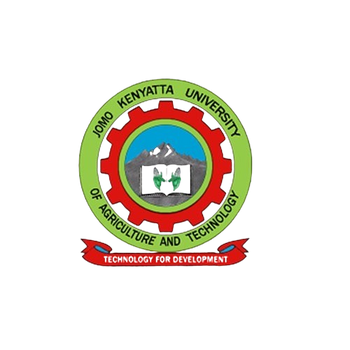 JOMO KENYATTA UNIVERSITY
OF AGRICULTURE AND TECHNOLOGY
TECHNOLOGY FOR DEVELOPMENT